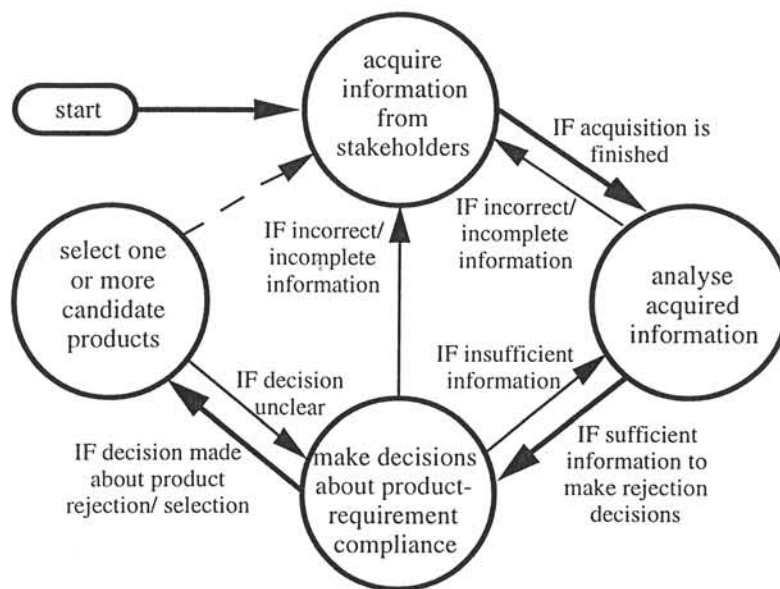 acquire
information
from
stakeholders
start
IF acquisition is
finished
IF incorrect/
incomplete
information
IF incorrect/
incomplete
information
select one
or more
candidate
products
analyse
acquired
information
IF insufficient
information
IF decision
unclear
IF decision made
about product
rejection/ selection
make decisions
about product-
requirement
compliance
IF sufficient
information to
make rejection
decisions